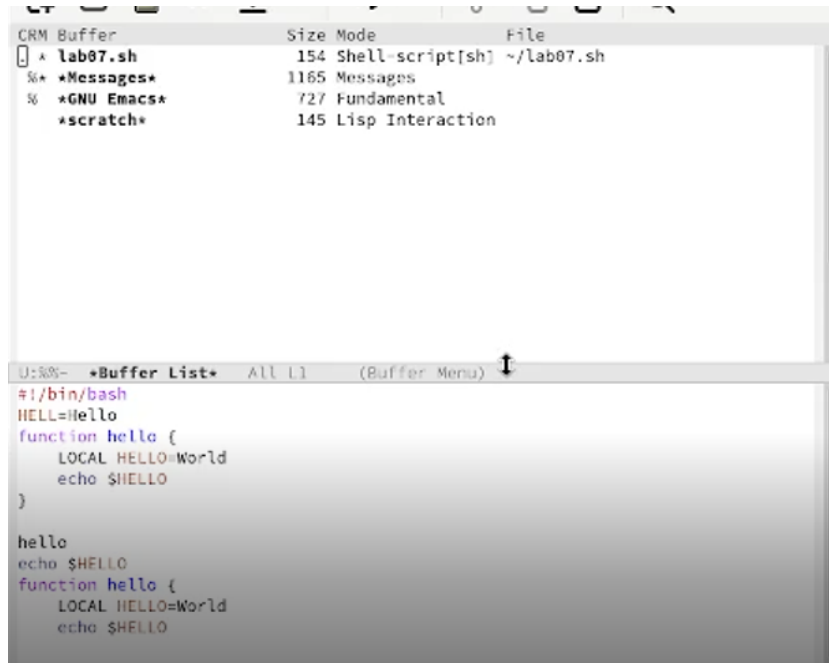 CRM Buffer Size Mode File
. * lab07.sh 154 Shell-script[sh] ~/lab07.sh
%* *Messages* 1165 Messages
% *GNU Emacs* 727 Fundamental
*scratch* 145 Lisp Interaction
U:%%- *Buffer List* All L1 (Buffer Menu)
#!/bin/bash
HELL=Hello
function hello {
LOCAL HELLO=World
echo $HELLO
}
hello
echo $HELLO
function hello {
LOCAL HELLO=World
echo $HELLO